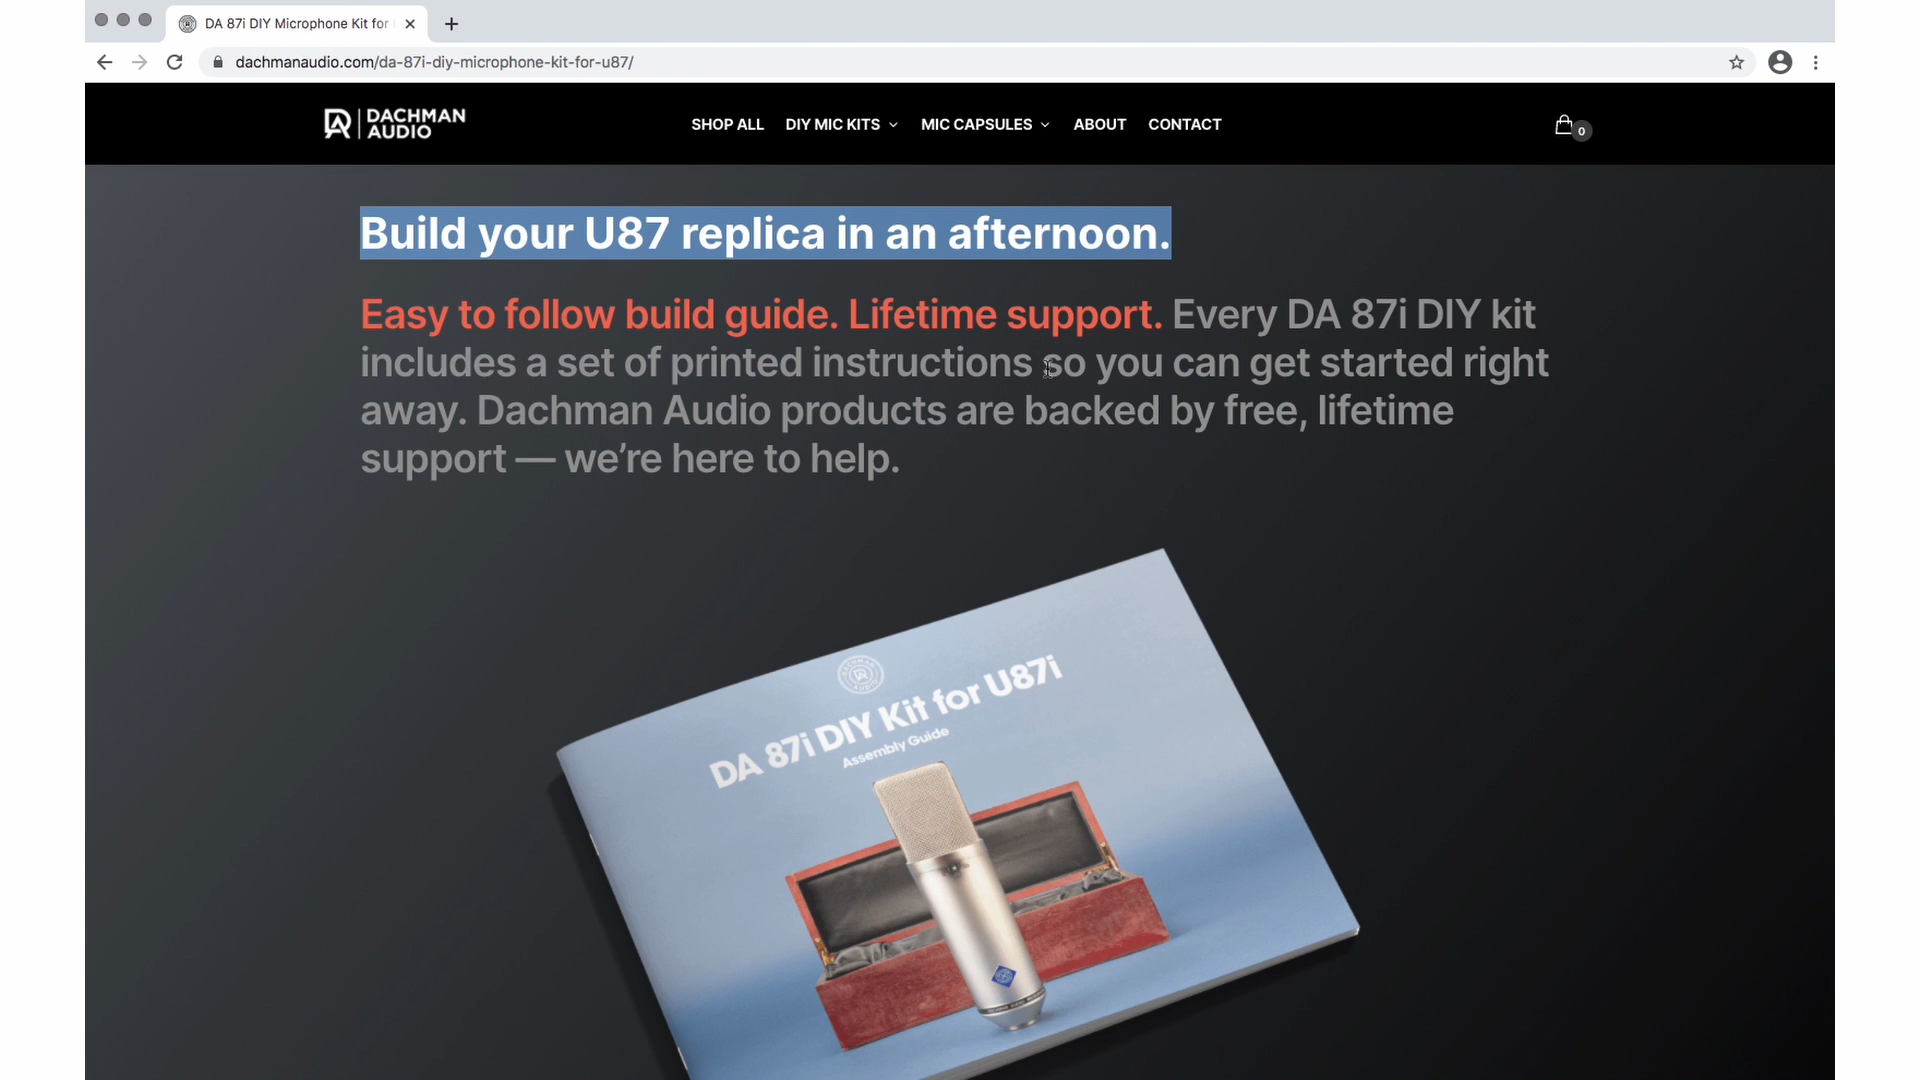 DA 87i DIY Microphone Kit for
dachmanaudio.com/da-87i-diy-microphone-kit-for-u87/
DACHMAN
AUDIO
SHOP ALL DIY MIC KITS MIC CAPSULES ABOUT CONTACT
0
Build your U87 replica in an afternoon.
Easy to follow build guide. Lifetime support. Every DA 87i DIY kit
includes a set of printed instructions so you can get started right
away. Dachman Audio products are backed by free, lifetime
support — we’re here to help.
DACHMAN
AUDIO
DA 87i DIY Kit for U87i
Assembly Guide